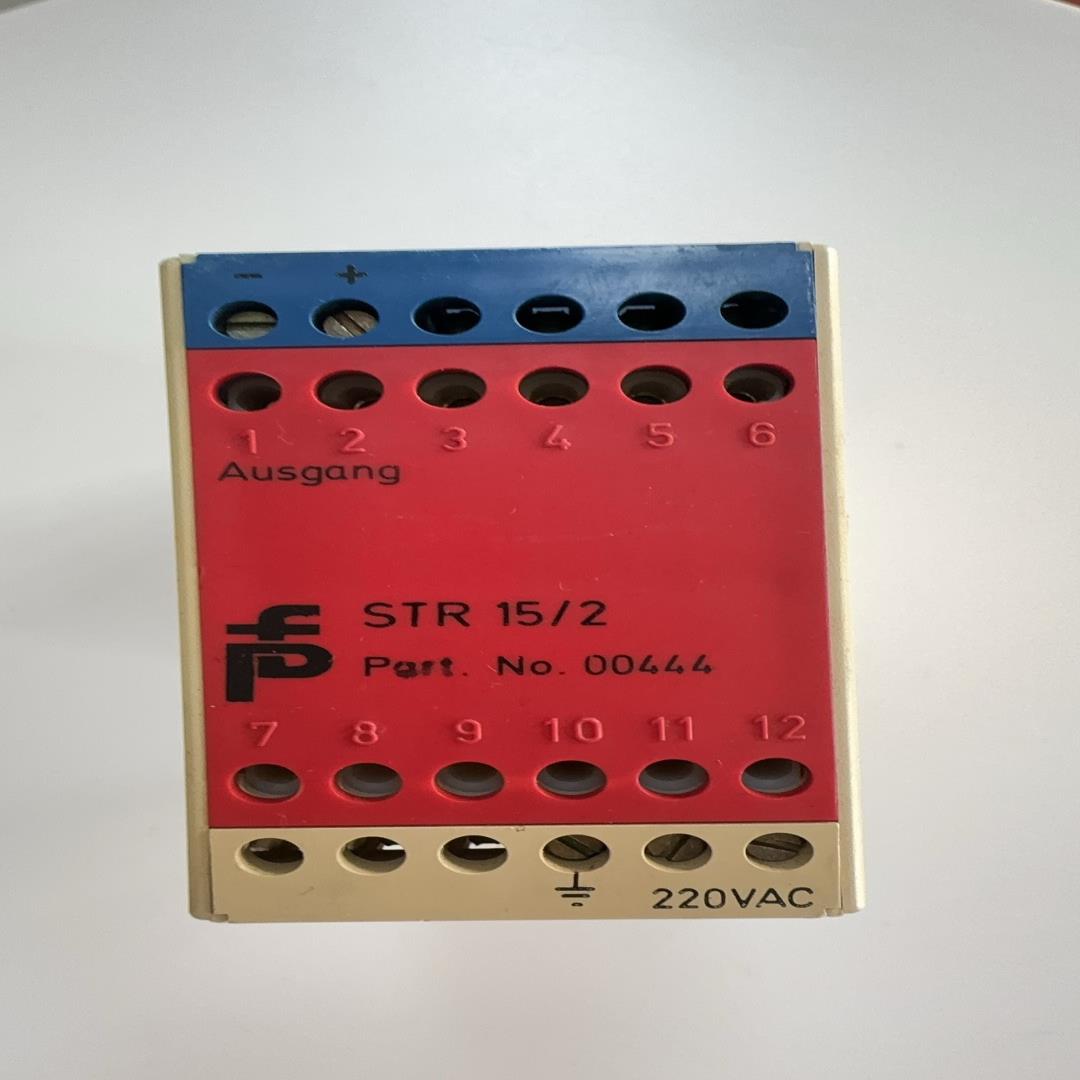 - +
1 2 3 4 5 6
Ausgang
pf
STR 15/2
Part. No. 00444
7 8 9 10 11 12
220VAC